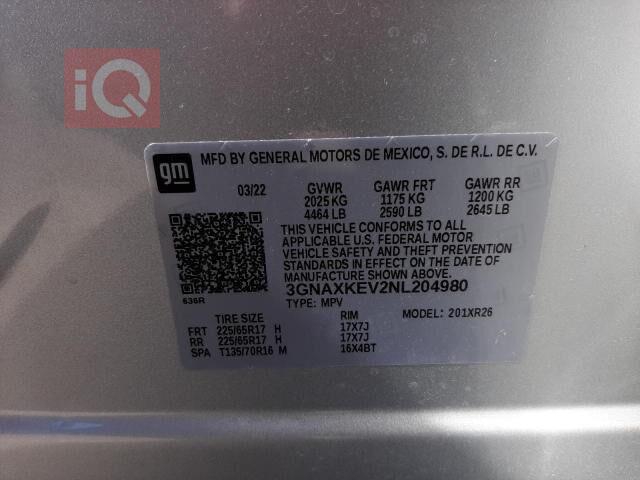 iQ
gm
MFD BY GENERAL MOTORS DE MEXICO, S. DE R.L. DE C.V.
03/22 GVWR GAWR FRT GAWR RR
2025 KG 1175 KG 1200 KG
4464 LB 2590 LB 2645 LB
THIS VEHICLE CONFORMS TO ALL
APPLICABLE U.S. FEDERAL MOTOR
VEHICLE SAFETY AND THEFT PREVENTION
STANDARDS IN EFFECT ON THE DATE OF
MANUFACTURE SHOWN ABOVE.
3GNAXKEV2NL204980
636R TYPE: MPV MODEL: 201XR26
TIRE SIZE RIM
FRT 225/65R17 H 17X7J
RR 225/65R17 H 17X7J
SPA T135/70R16 M 16X4BT